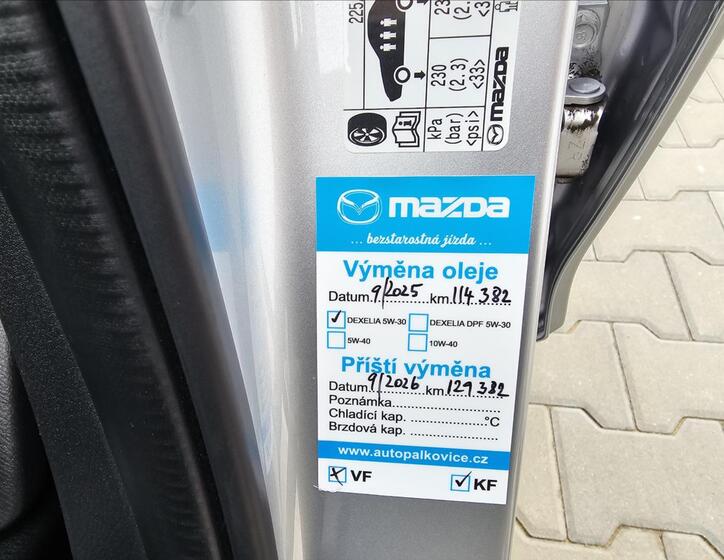 225
230
(2.3)
<33>
kPa
(bar)
<psi>
mazda
mazda
... bezstarostná jízda ...
Výměna oleje
Datum 9/2025 km 114 382
✓ DEXELIA 5W-30 DEXELIA DPF 5W-30
5W-40 10W-40
Příští výměna
Datum 9/2026 km 129 382
Poznámka
Chladící kap. °C
Brzdová kap.
www.autopalkovice.cz
VF ✓ KF